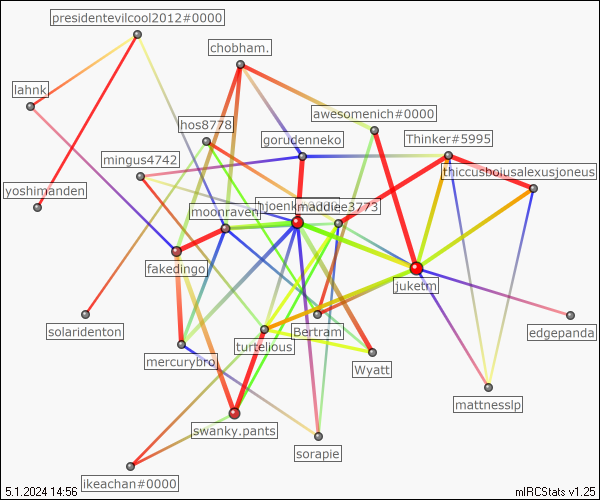 presidentevilcool2012#0000
chobham.
lahnk
awesomenich#0000
hos8778
gorudenneko
Thinker#5995
mingus4742
thiccusboiusalexusjoneus
yoshimanden
maddiee3773
moonraven
fakedingo
juketm
solaridenton
Bertram
edgepanda
turtelious
mercurybro
Wyatt
mattnesslp
swanky.pants
sorapie
ikeachan#0000
5.1.2024 14:56
mIRCStats v1.25